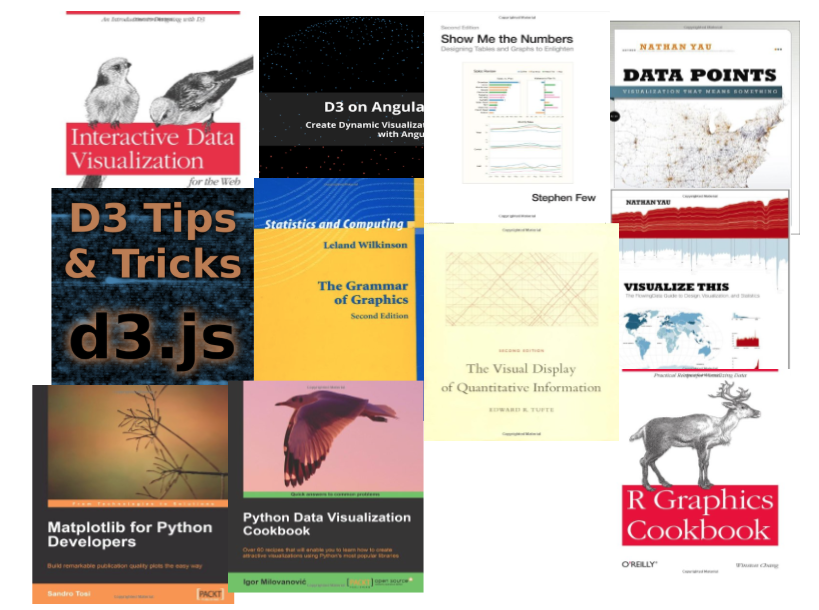 An Introduction to Designing with D3
Interactive Data
Visualization
for the Web
D3 on Angula
Create Dynamic Visualizat
with Angu
Second Edition
Show Me the Numbers
Designing Tables and Graphs to Enlighten
Stephen Few
NATHAN YAU
DATA POINTS
VISUALIZATION THAT MEANS SOMETHING
D3 Tips
& Tricks
d3.js
Statistics and Computing
Leland Wilkinson
The Grammar
of Graphics
Second Edition
SECOND EDITION
The Visual Display
of Quantitative Information
EDWARD R. TUFTE
NATHAN YAU
VISUALIZE THIS
The FlowingData Guide to Design, Visualization, and Statistics
From Technologies to Solutions
Matplotlib for Python
Developers
Build remarkable publication quality plots the easy way
Sandro Tosi
PACKT
Quick answers to common problems
Python Data Visualization
Cookbook
Over 60 recipes that will enable you to learn how to create
attractive visualizations using Python's most popular libraries
Igor Milovanović
open source
Practical Recipes for Visualizing Data
R Graphics
Cookbook
O'REILLY®
Winston Chang